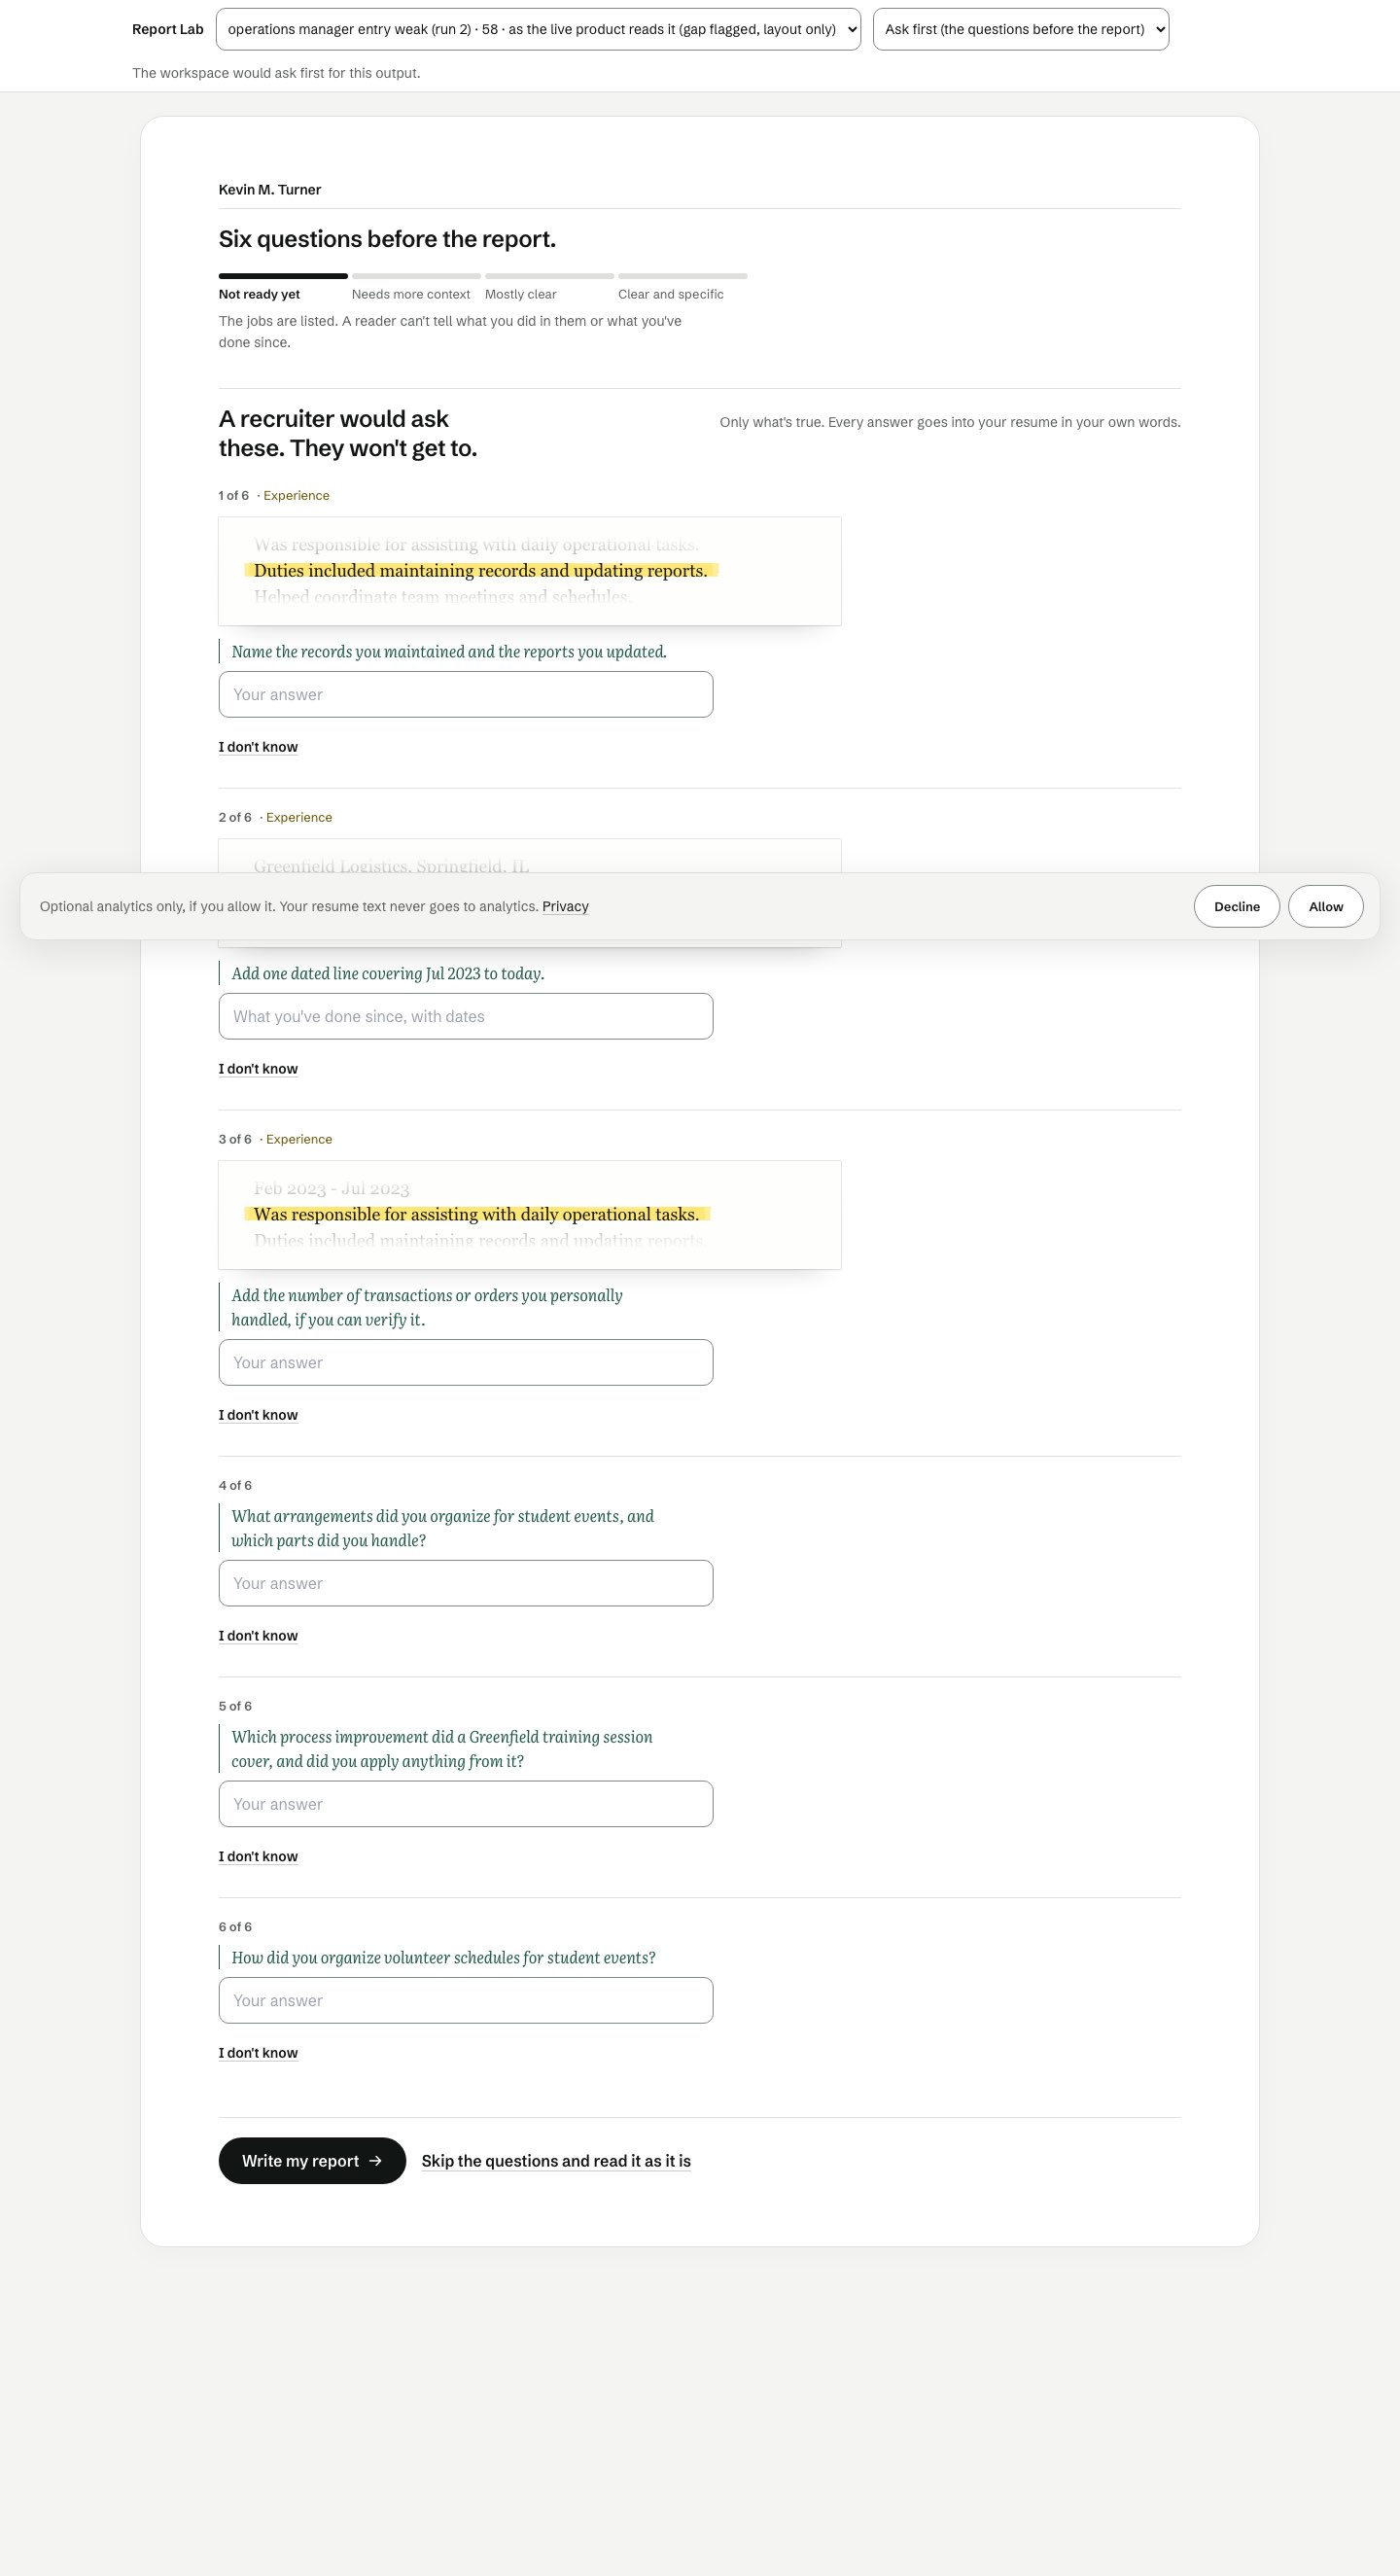 Report Lab
operations manager entry weak (run 2) · 58 · as the live product reads it (gap flagged, layout only)
Ask first (the questions before the report)
The workspace would ask first for this output.
Kevin M. Turner
Six questions before the report.
Not ready yet
Needs more context
Mostly clear
Clear and specific
The jobs are listed. A reader can't tell what you did in them or what you've
done since.
A recruiter would ask
these. They won't get to.
Only what's true. Every answer goes into your resume in your own words.
1 of 6 · Experience
Was responsible for assisting with daily operational tasks.
Duties included maintaining records and updating reports.
Helped coordinate team meetings and schedules.
Name the records you maintained and the reports you updated.
Your answer
I don't know
2 of 6 · Experience
Greenfield Logistics, Springfield, IL
Optional analytics only, if you allow it. Your resume text never goes to analytics. Privacy
Decline
Allow
Add one dated line covering Jul 2023 to today.
What you've done since, with dates
I don't know
3 of 6 · Experience
Feb 2023 - Jul 2023
Was responsible for assisting with daily operational tasks.
Duties included maintaining records and updating reports.
Add the number of transactions or orders you personally
handled, if you can verify it.
Your answer
I don't know
4 of 6
What arrangements did you organize for student events, and
which parts did you handle?
Your answer
I don't know
5 of 6
Which process improvement did a Greenfield training session
cover, and did you apply anything from it?
Your answer
I don't know
6 of 6
How did you organize volunteer schedules for student events?
Your answer
I don't know
Write my report →
Skip the questions and read it as it is